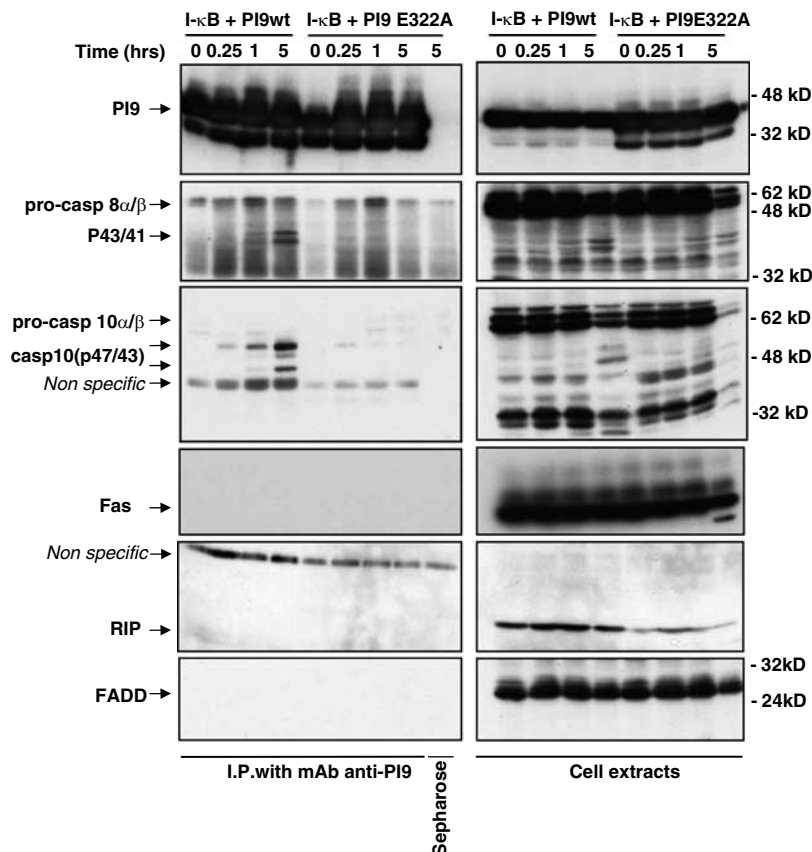 I-κB + PI9wt I-κB + PI9 E322A I-κB + PI9wt I-κB + PI9E322A
Time (hrs) 0 0.25 1 5 0 0.25 1 5 5 0 0.25 1 5 0 0.25 1 5
PI9
- 48 kD
- 32 kD
pro-casp 8α/β
P43/41
- 62 kD
- 48 kD
- 32 kD
pro-casp 10α/β
casp10(p47/43)
Non specific
- 62 kD
- 48 kD
-32 kD
Fas
Non specific
RIP
FADD
- 32kD
- 24kD
I.P.with mAb anti-PI9
Sepharose
Cell extracts